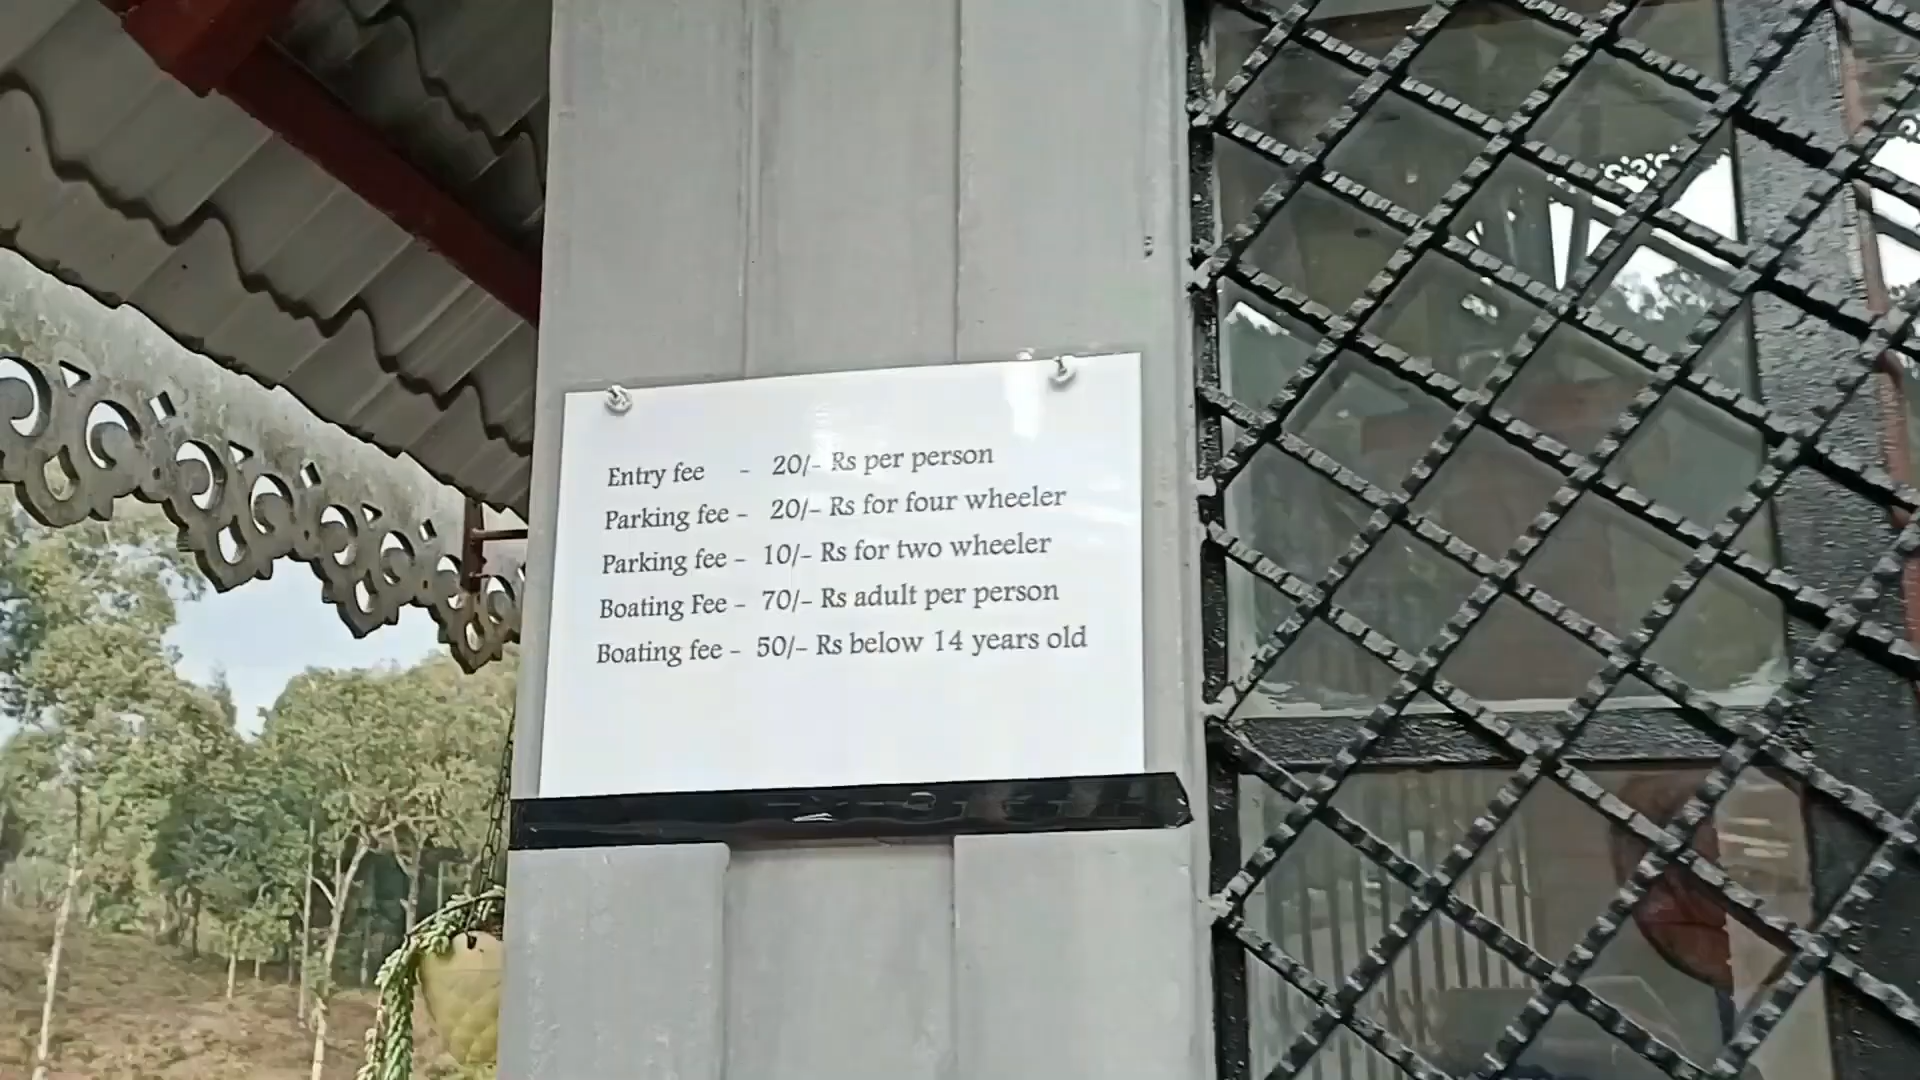 Entry fee - 20/- Rs per person
Parking fee - 20/- Rs for four wheeler
Parking fee - 10/- Rs for two wheeler
Boating Fee - 70/- Rs adult per person
Boating fee - 50/- Rs below 14 years old